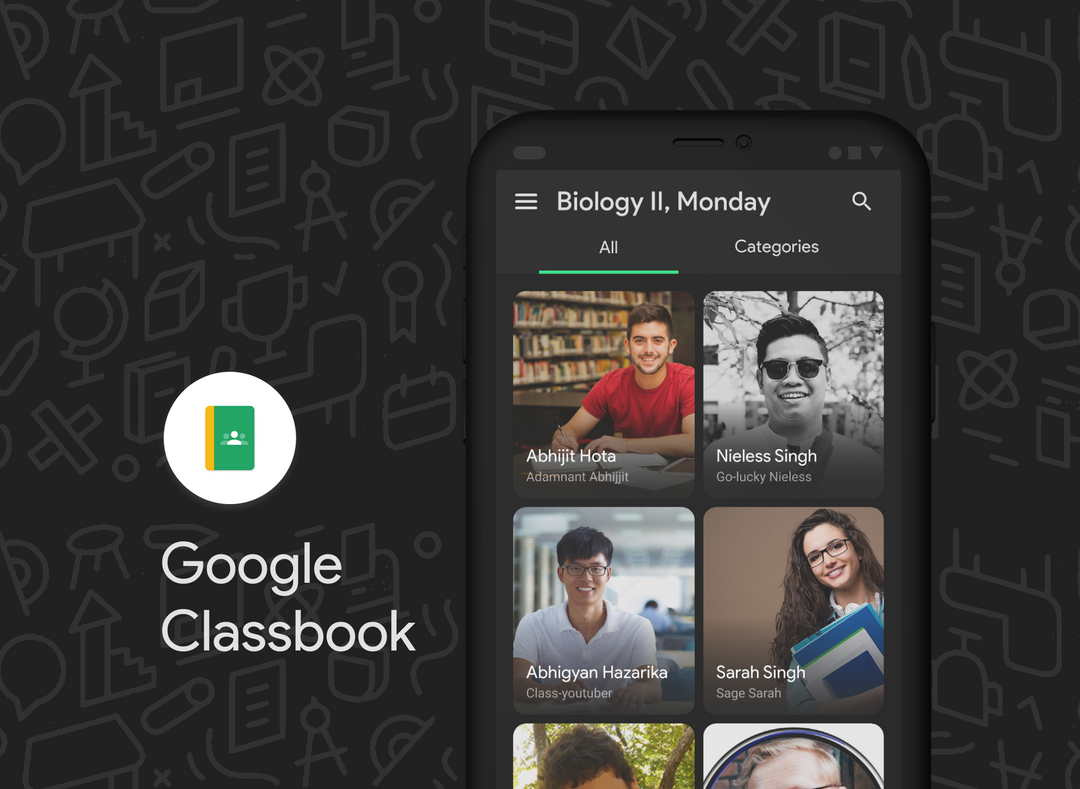 Google
Classbook
Biology II, Monday
All
Categories
Abhijit Hota
Adamnant Abhijjit
Nieless Singh
Go-lucky Nieless
Abhigyan Hazarika
Class-youtuber
Sarah Singh
Sage Sarah